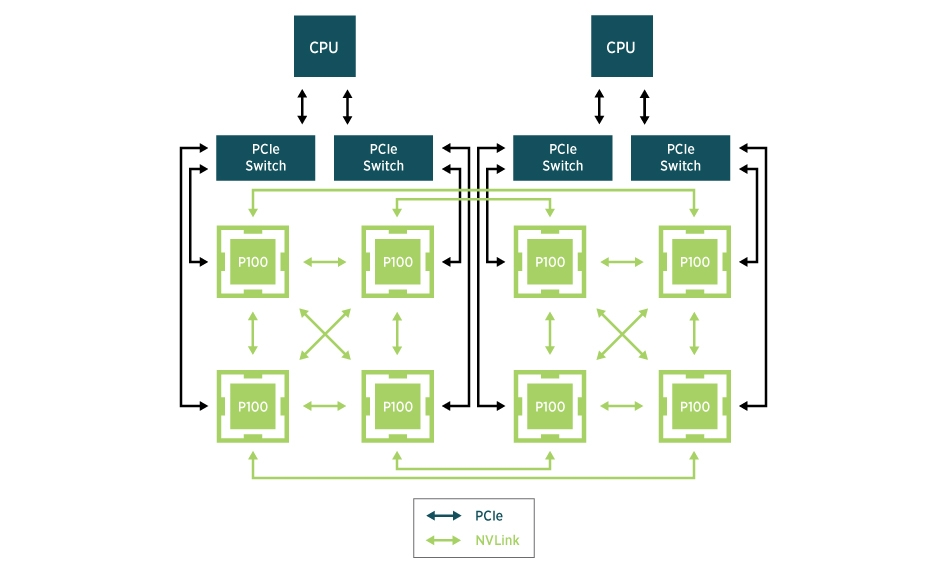 CPU
CPU
PCIe
Switch
PCIe
Switch
PCIe
Switch
PCIe
Switch
P100
P100
P100
P100
P100
P100
P100
P100
PCIe
NVLink